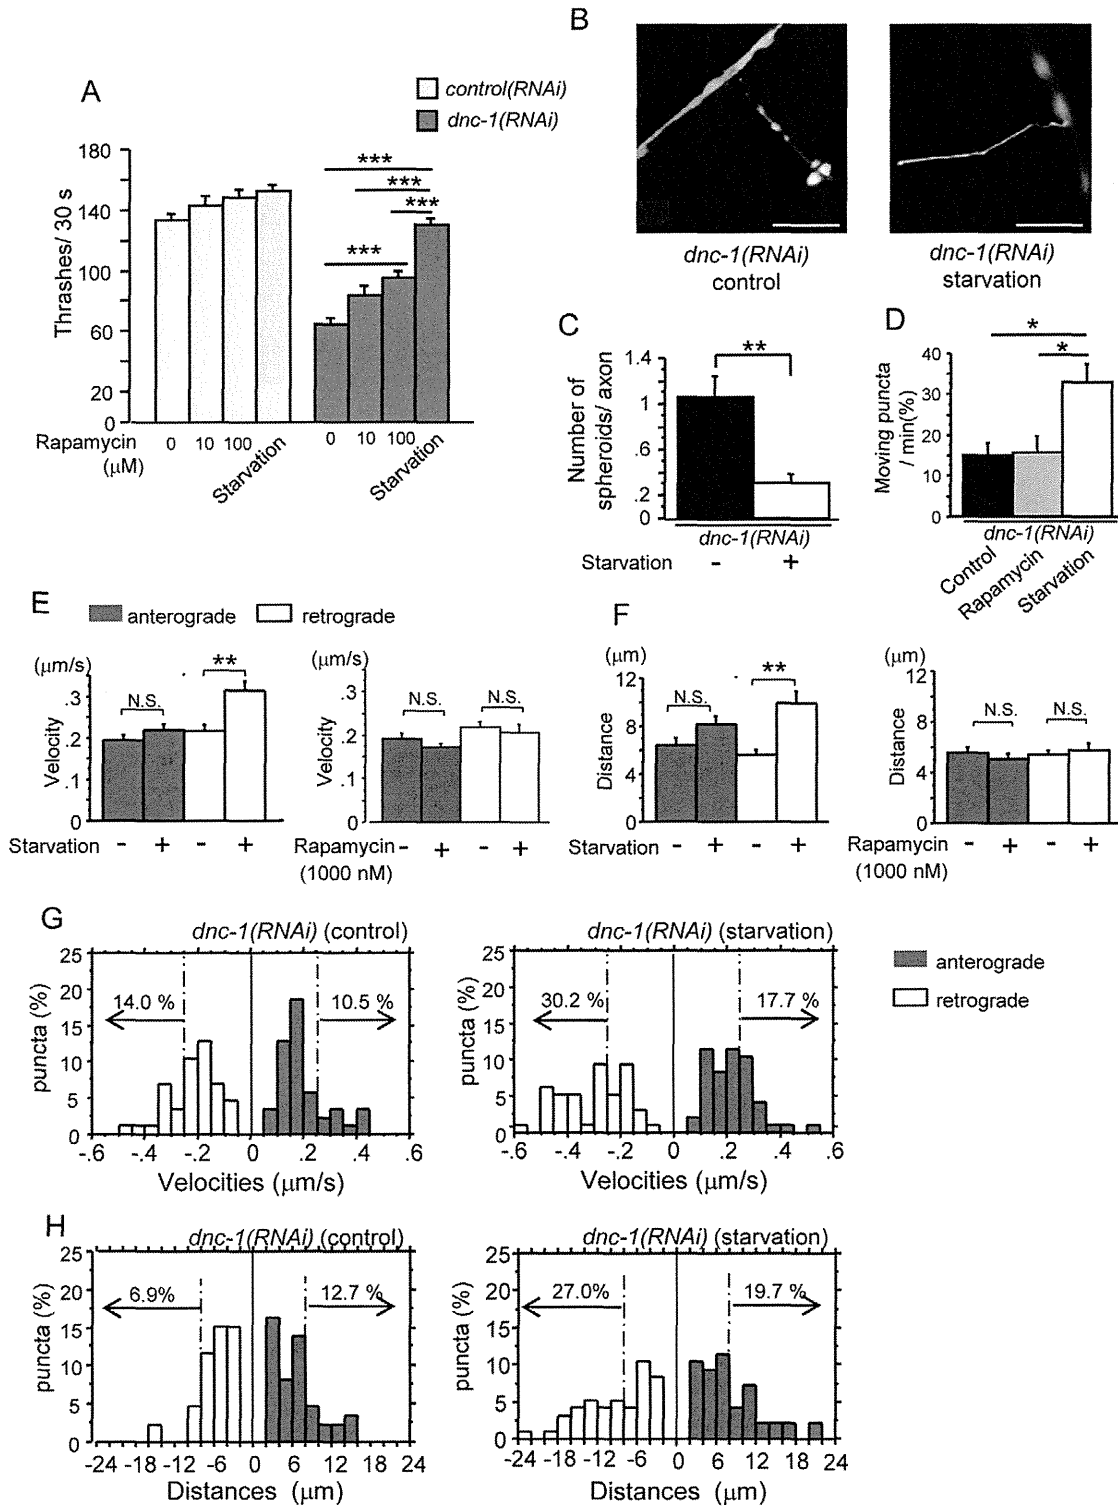 A
control(RNAi)
dnc-1(RNAi)
Thrashes/ 30 s
180
140
100
60
20
0
***
***
***
***
Rapamycin
(μM)
0 10 100 Starvation
0 10 100 Starvation
B
dnc-1(RNAi)
control
dnc-1(RNAi)
starvation
C
Number of
spheroids/ axon
1.4
1
.6
.2
0
**
dnc-1(RNAi)
Starvation - +
D
Moving puncta
/ min(%)
40
30
20
10
0
*
*
dnc-1(RNAi)
Control
Rapamycin
Starvation
E
anterograde
retrograde
(μm/s)
Velocity
.3
.2
.1
0
N.S.
**
Starvation - + - +
(μm/s)
Velocity
.3
.2
.1
0
N.S.
N.S.
Rapamycin - + - +
(1000 nM)
F
(μm)
Distance
12
8
4
0
N.S.
**
Starvation - + - +
(μm)
Distance
12
8
4
0
N.S.
N.S.
Rapamycin - + - +
(1000 nM)
G
dnc-1(RNAi) (control)
puncta (%)
25
20
15
10
5
0
14.0 %
10.5 %
-.6 -.4 -.2 0 .2 .4 .6
Velocities (μm/s)
dnc-1(RNAi) (starvation)
puncta (%)
25
20
15
10
5
0
30.2 %
17.7 %
-.6 -.4 -.2 0 .2 .4 .6
Velocities (μm/s)
anterograde
retrograde
H
dnc-1(RNAi) (control)
puncta (%)
25
20
15
10
5
0
6.9%
12.7 %
-24 -18 -12 -6 0 6 12 18 24
Distances (μm)
dnc-1(RNAi) (starvation)
puncta (%)
25
20
15
10
5
0
27.0%
19.7 %
-24 -18 -12 -6 0 6 12 18 24
Distances (μm)